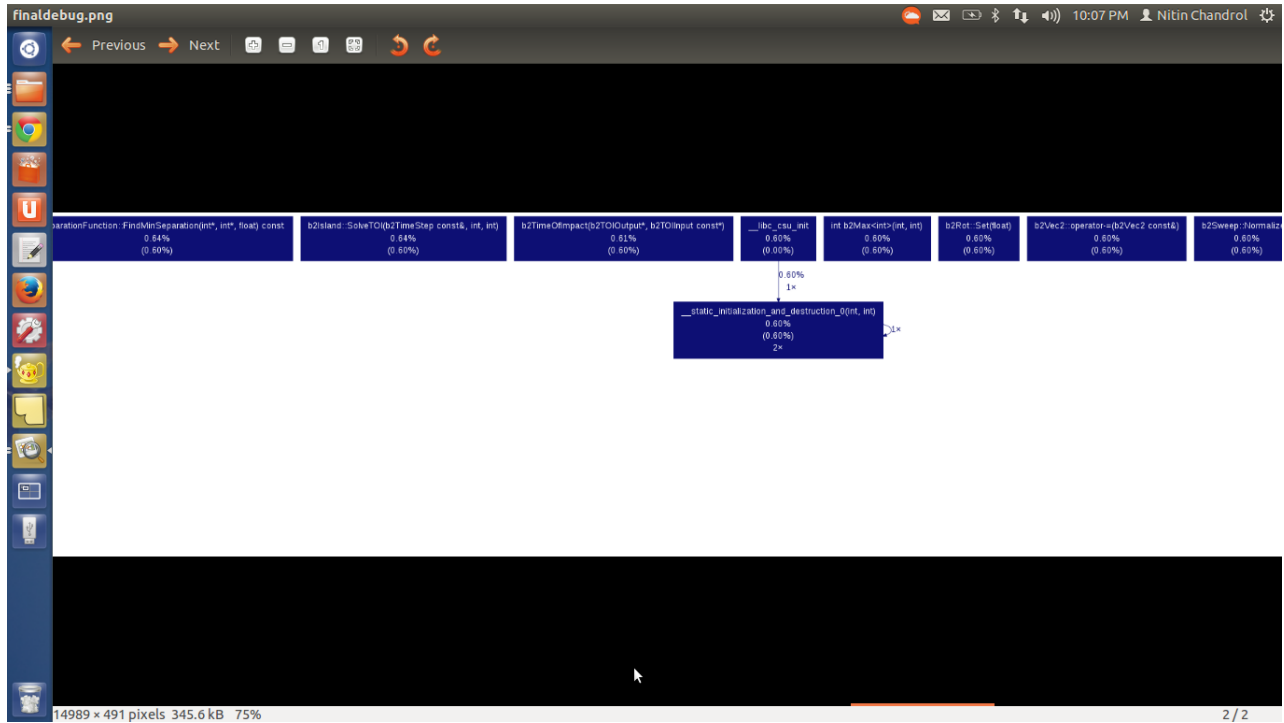 finaldebug.png
10:07 PM Nitin Chandrol
Previous Next
parationFunction::FindMinSeparation(int*, int*, float) const
0.64%
(0.60%)
b2Island::SolveTOI(b2TimeStep const&, int, int)
0.64%
(0.60%)
b2TimeOfImpact(b2TOIOutput*, b2TOIInput const*)
0.61%
(0.60%)
__libc_csu_init
0.60%
(0.00%)
int b2Max<int>(int, int)
0.60%
(0.60%)
b2Rot::Set(float)
0.60%
(0.60%)
b2Vec2::operator-=(b2Vec2 const&)
0.60%
(0.60%)
b2Sweep::Normalize
0.60%
(0.60%)
0.60%
1×
__static_initialization_and_destruction_0(int, int)
0.60%
(0.60%)
2×
1×
14989 × 491 pixels 345.6 kB 75%
2 / 2